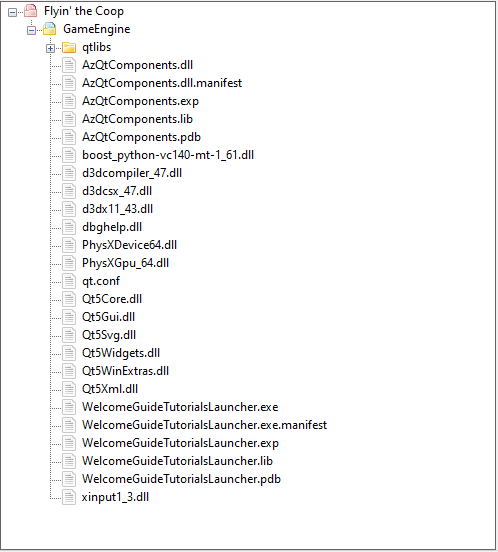 Flyin' the Coop
GameEngine
qtlibs
AzQtComponents.dll
AzQtComponents.dll.manifest
AzQtComponents.exp
AzQtComponents.lib
AzQtComponents.pdb
boost_python-vc140-mt-1_61.dll
d3dcompiler_47.dll
d3dcsx_47.dll
d3dx11_43.dll
dbghelp.dll
PhysXDevice64.dll
PhysXGpu_64.dll
qt.conf
Qt5Core.dll
Qt5Gui.dll
Qt5Svg.dll
Qt5Widgets.dll
Qt5WinExtras.dll
Qt5Xml.dll
WelcomeGuideTutorialsLauncher.exe
WelcomeGuideTutorialsLauncher.exe.manifest
WelcomeGuideTutorialsLauncher.exp
WelcomeGuideTutorialsLauncher.lib
WelcomeGuideTutorialsLauncher.pdb
xinput1_3.dll